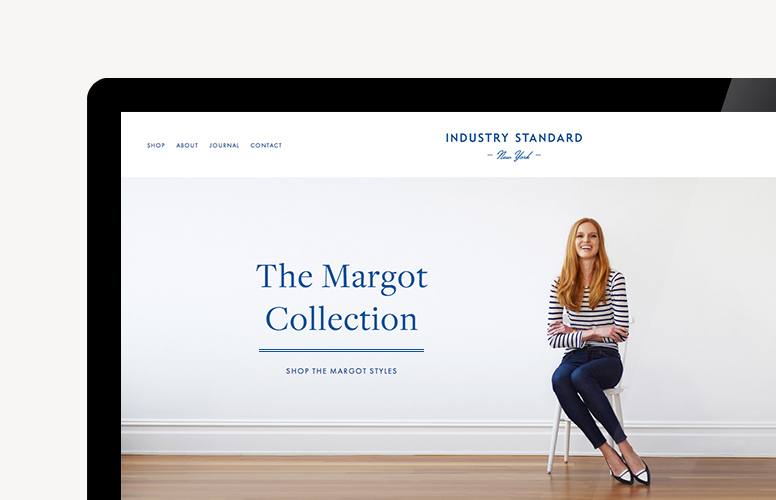 SHOP ABOUT JOURNAL CONTACT
INDUSTRY STANDARD
– New York –
The Margot
Collection
SHOP THE MARGOT STYLES